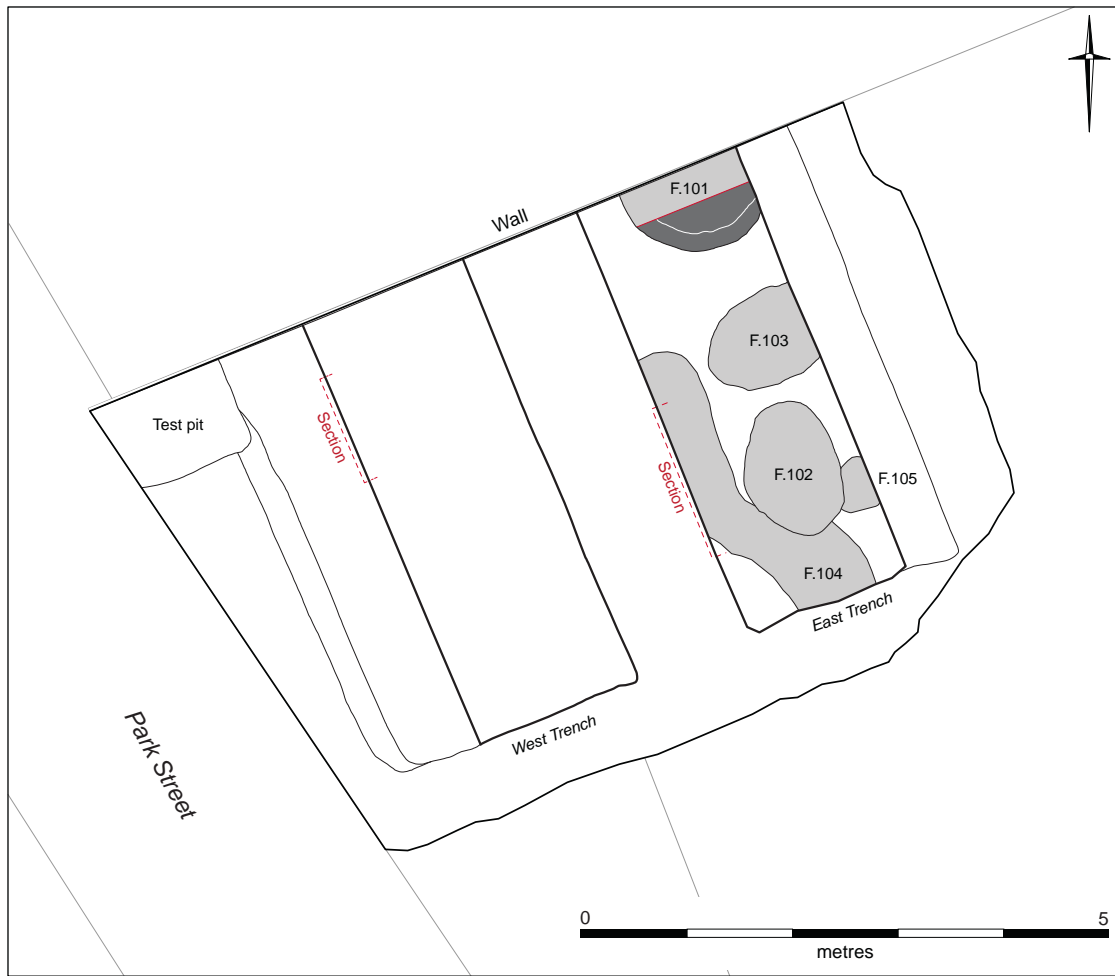 F.101
Wall
F.103
Test pit
Section
Section
F.102
F.105
F.104
East Trench
West Trench
Park Street
0 5
metres